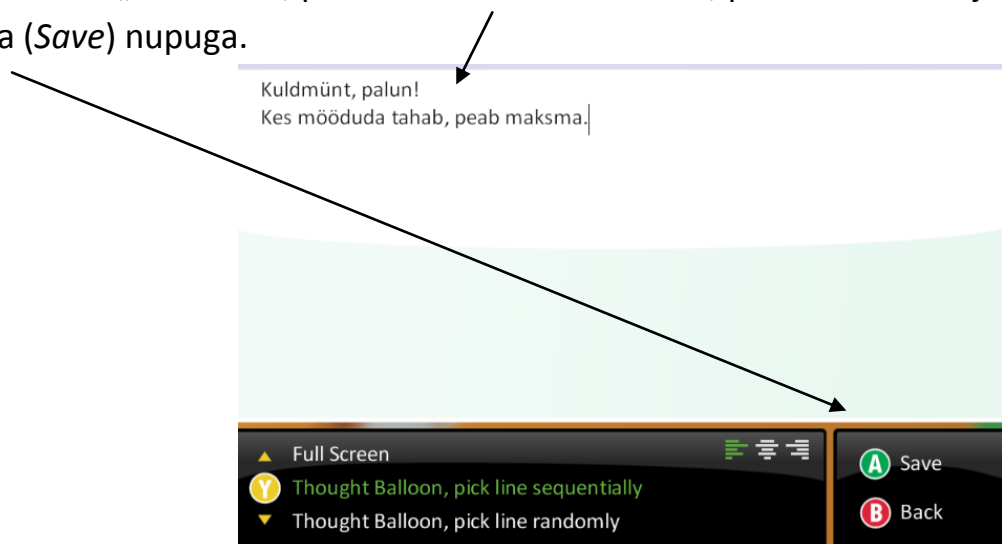 a (Save) nupuga.
Kuldmünt, palun!
Kes mööduda tahab, peab maksma.
Full Screen
Y Thought Balloon, pick line sequentially
Thought Balloon, pick line randomly
A Save
B Back